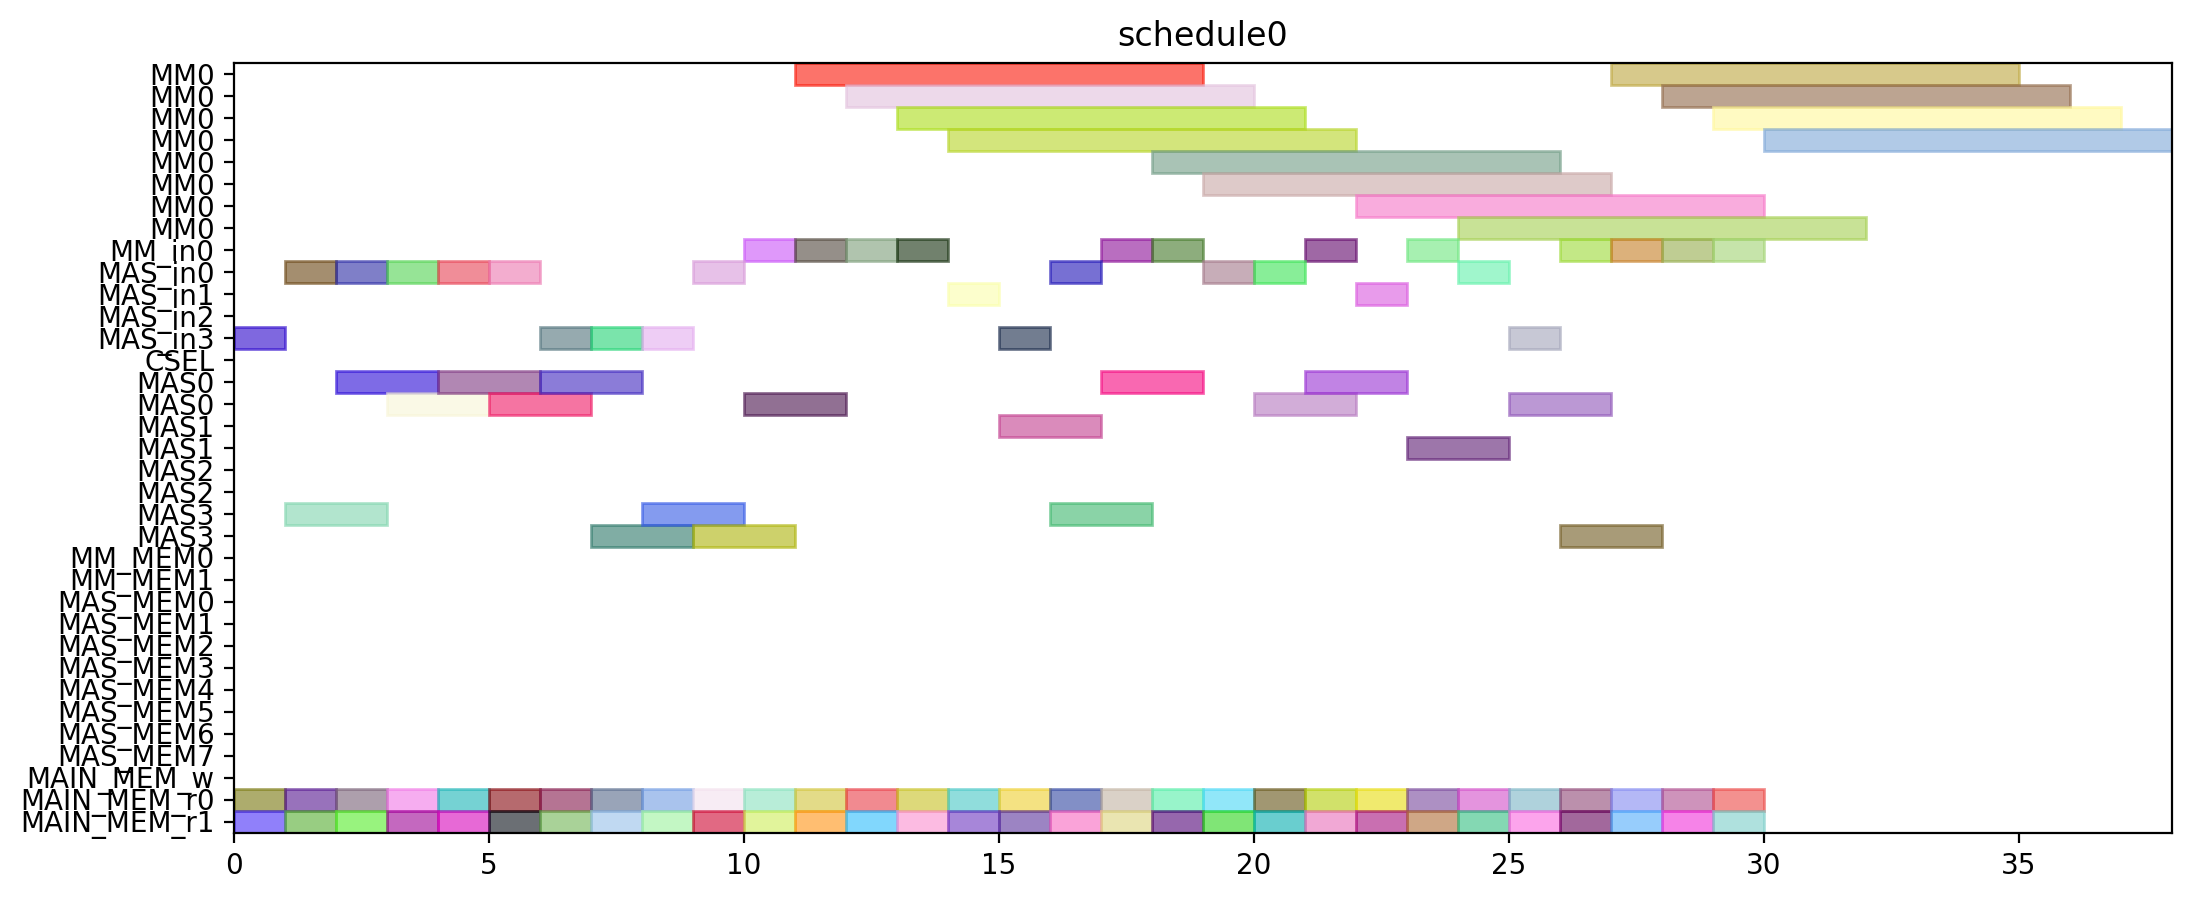 schedule0
MM0
MM0
MM0
MM0
MM0
MM0
MM0
MM0
MM_in0
MAS_in0
MAS_in1
MAS_in2
MAS_in3
CSEL
MAS0
MAS0
MAS1
MAS1
MAS2
MAS2
MAS3
MAS3
MM_MEM0
MM_MEM1
MAS_MEM0
MAS_MEM1
MAS_MEM2
MAS_MEM3
MAS_MEM4
MAS_MEM5
MAS_MEM6
MAS_MEM7
MAIN_MEM_w
MAIN_MEM_r0
MAIN_MEM_r1
0 5 10 15 20 25 30 35